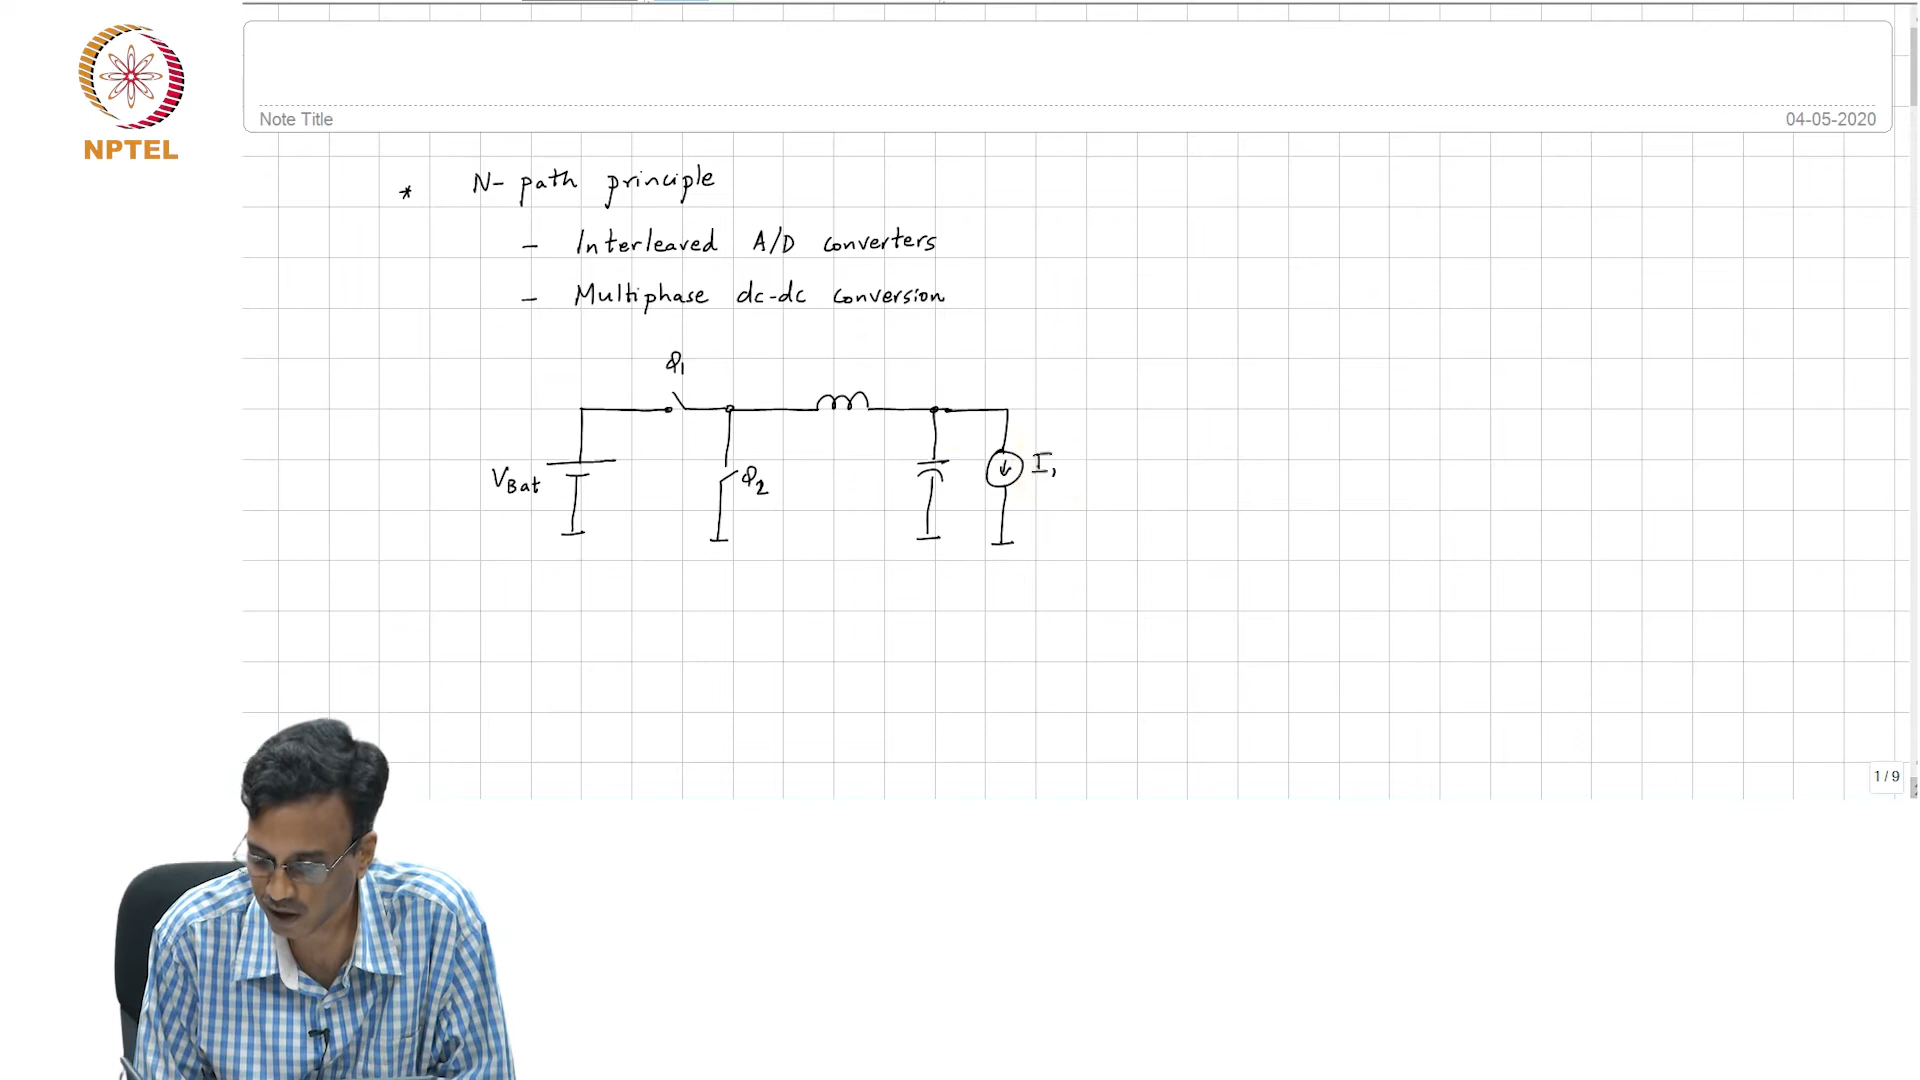 NPTEL
Note Title
04-05-2020
* N-path principle
- Interleaved A/D converters
- Multiphase dc-dc conversion
Φ1
VBat
Φ2
I1
1 / 9